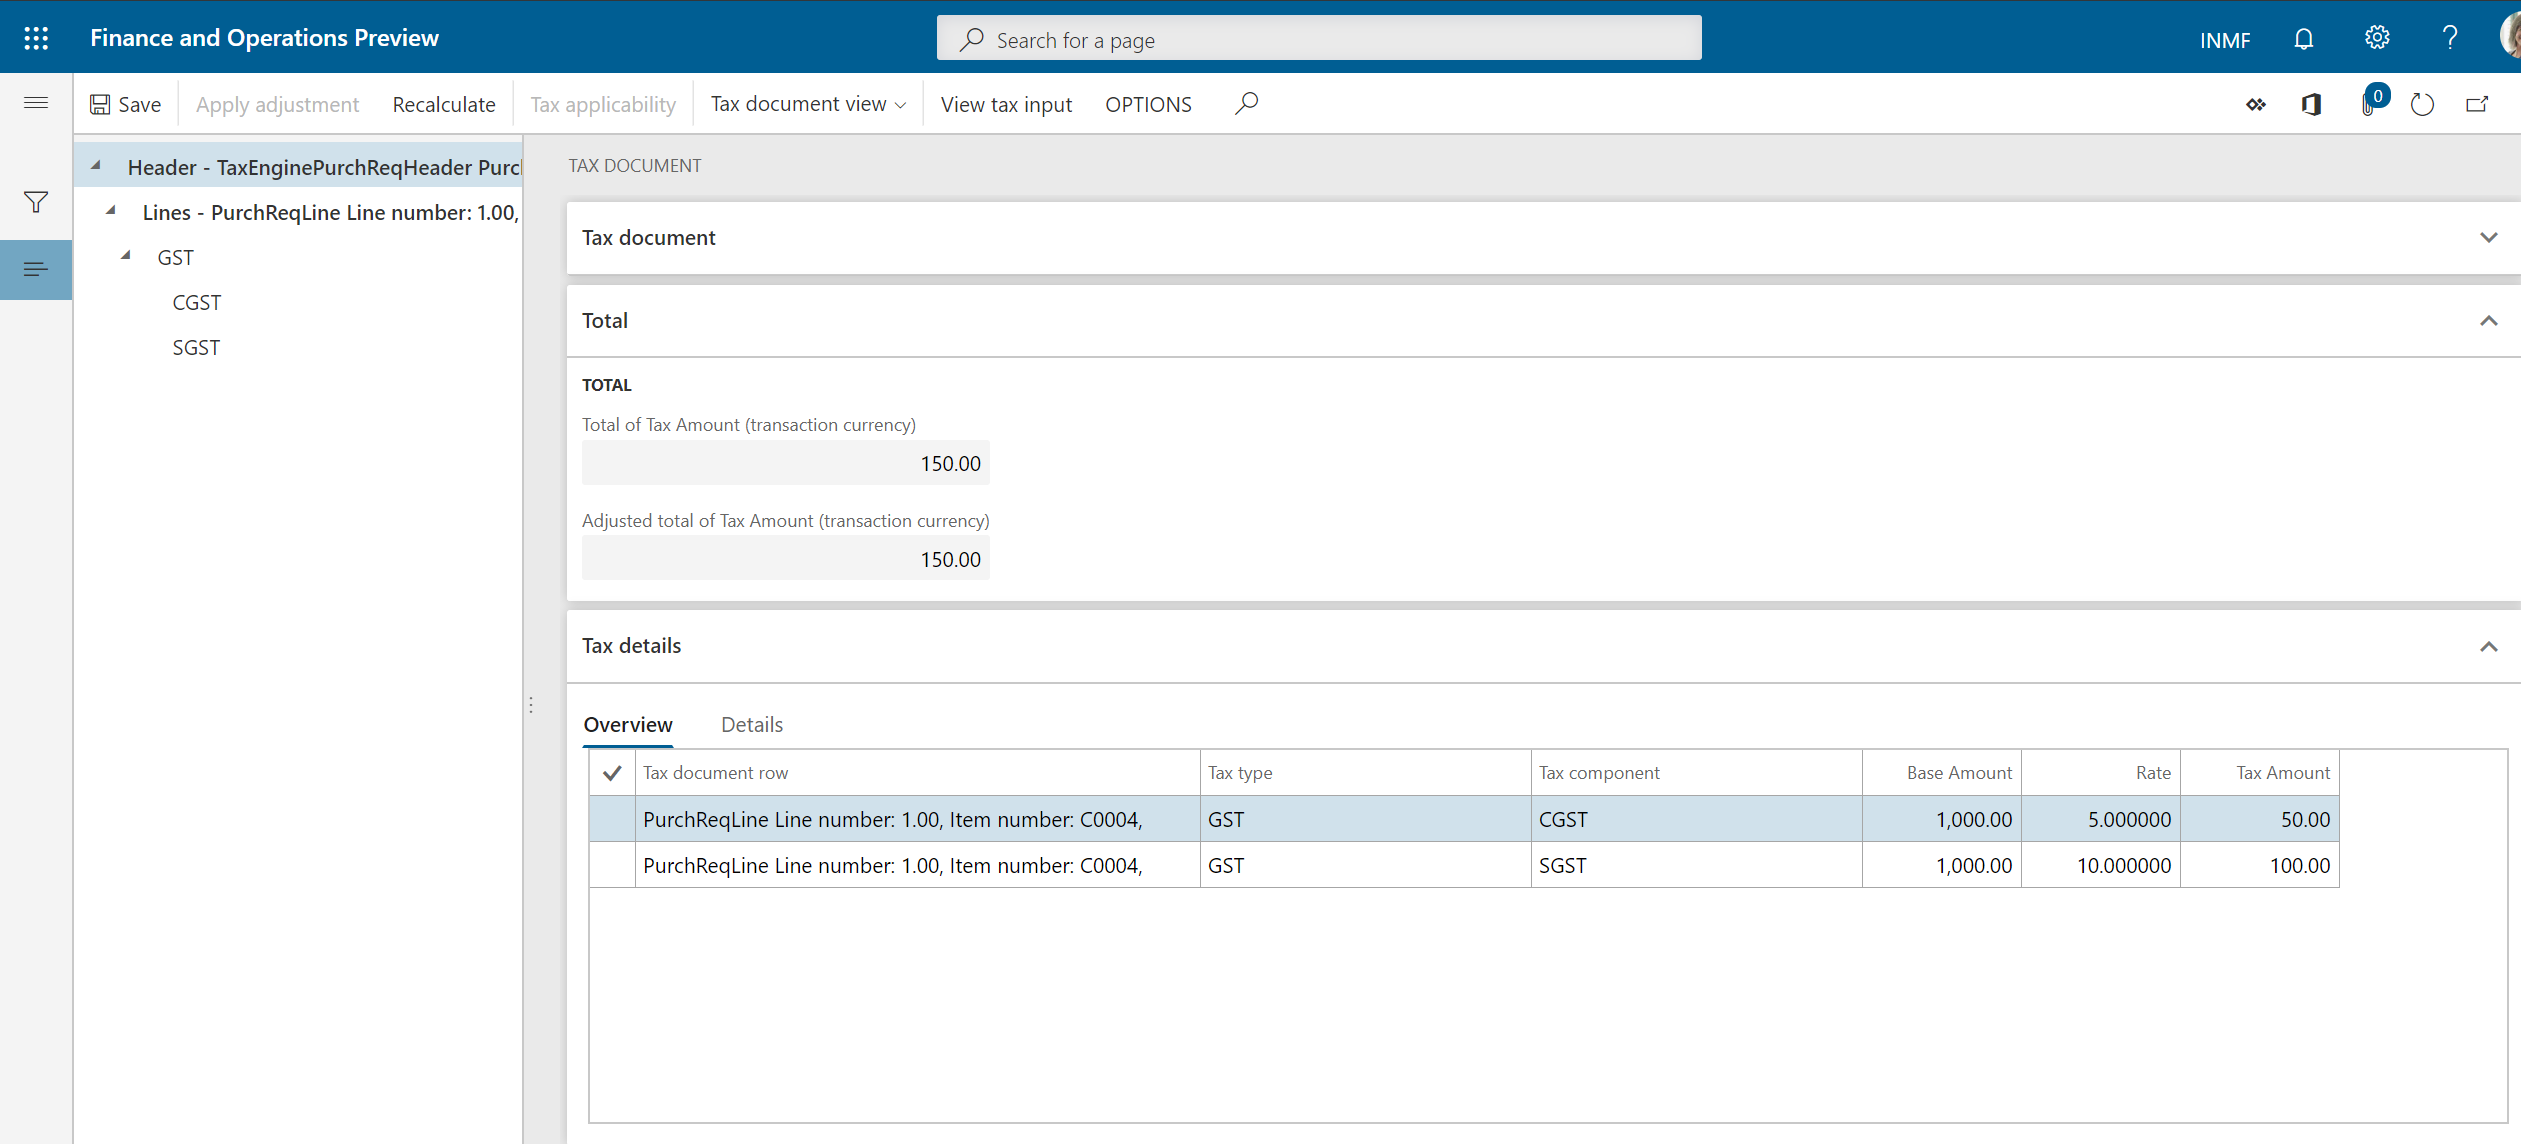 Finance and Operations Preview
Search for a page
INMF
Save
Apply adjustment
Recalculate
Tax applicability
Tax document view
View tax input
OPTIONS
0
Header - TaxEnginePurchReqHeader Purcl
Lines - PurchReqLine Line number: 1.00,
GST
CGST
SGST
TAX DOCUMENT
Tax document
Total
TOTAL
Total of Tax Amount (transaction currency)
150.00
Adjusted total of Tax Amount (transaction currency)
150.00
Tax details
Overview Details
Tax document row Tax type Tax component Base Amount Rate Tax Amount
PurchReqLine Line number: 1.00, Item number: C0004, GST CGST 1,000.00 5.000000 50.00
PurchReqLine Line number: 1.00, Item number: C0004, GST SGST 1,000.00 10.000000 100.00